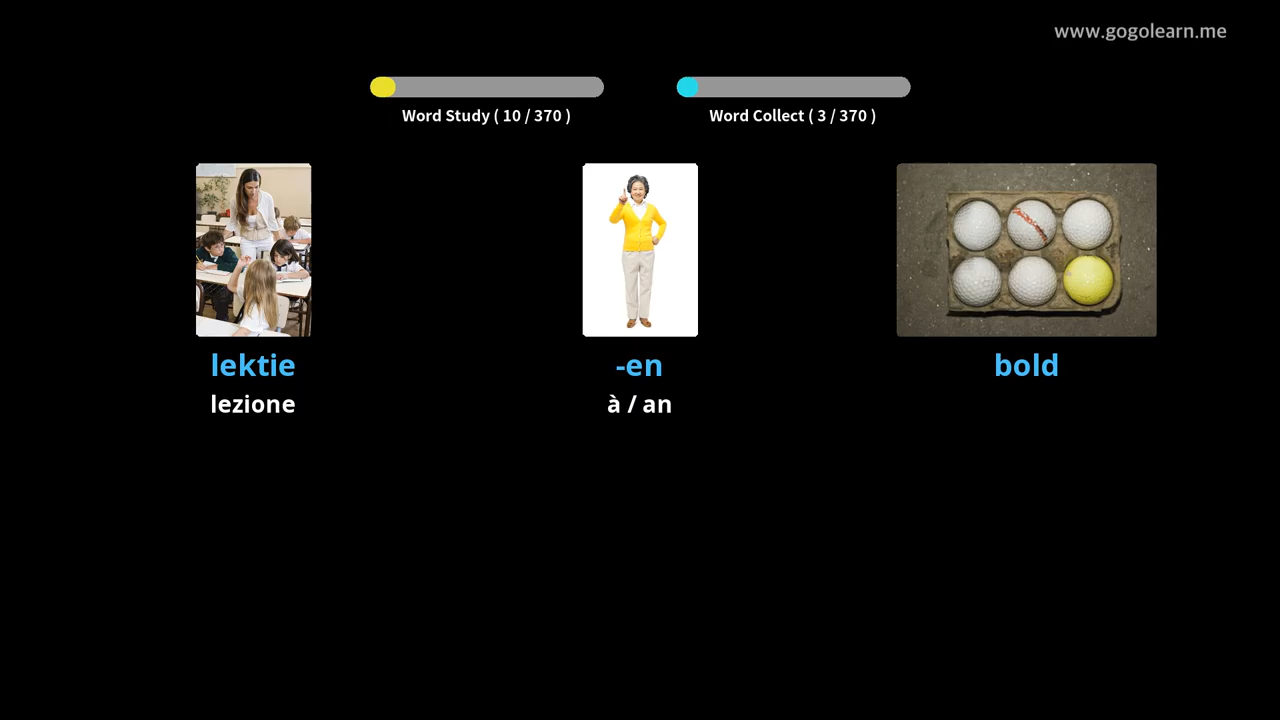 www.gogolearn.me
Word Study ( 10 / 370 )
Word Collect ( 3 / 370 )
lektie
lezione
-en
à / an
bold